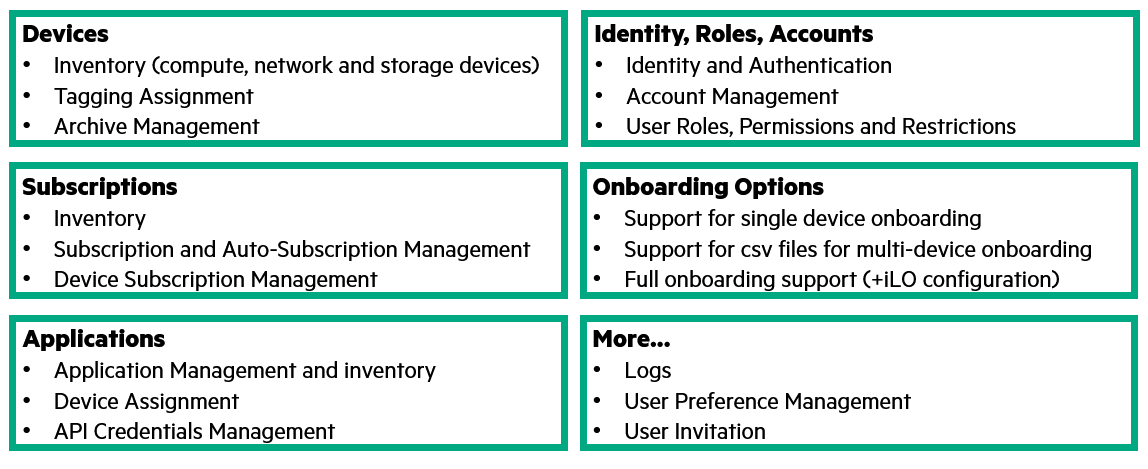 Devices
• Inventory (compute, network and storage devices)
• Tagging Assignment
• Archive Management
Identity, Roles, Accounts
• Identity and Authentication
• Account Management
• User Roles, Permissions and Restrictions
Subscriptions
• Inventory
• Subscription and Auto-Subscription Management
• Device Subscription Management
Onboarding Options
• Support for single device onboarding
• Support for csv files for multi-device onboarding
• Full onboarding support (+iLO configuration)
Applications
• Application Management and inventory
• Device Assignment
• API Credentials Management
More...
• Logs
• User Preference Management
• User Invitation